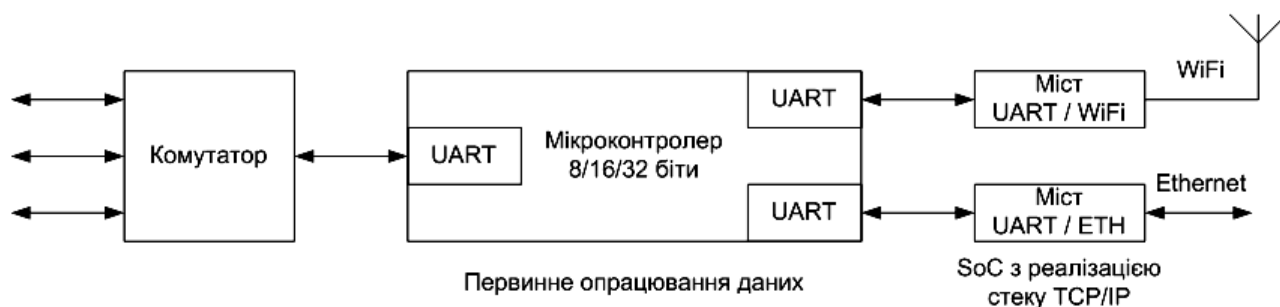 Комутатор
UART
Мікроконтролер
8/16/32 біти
UART
UART
Міст
UART / WiFi
WiFi
Міст
UART / ETH
Ethernet
Первинне опрацювання даних
SoC з реалізацією
стеку TCP/IP